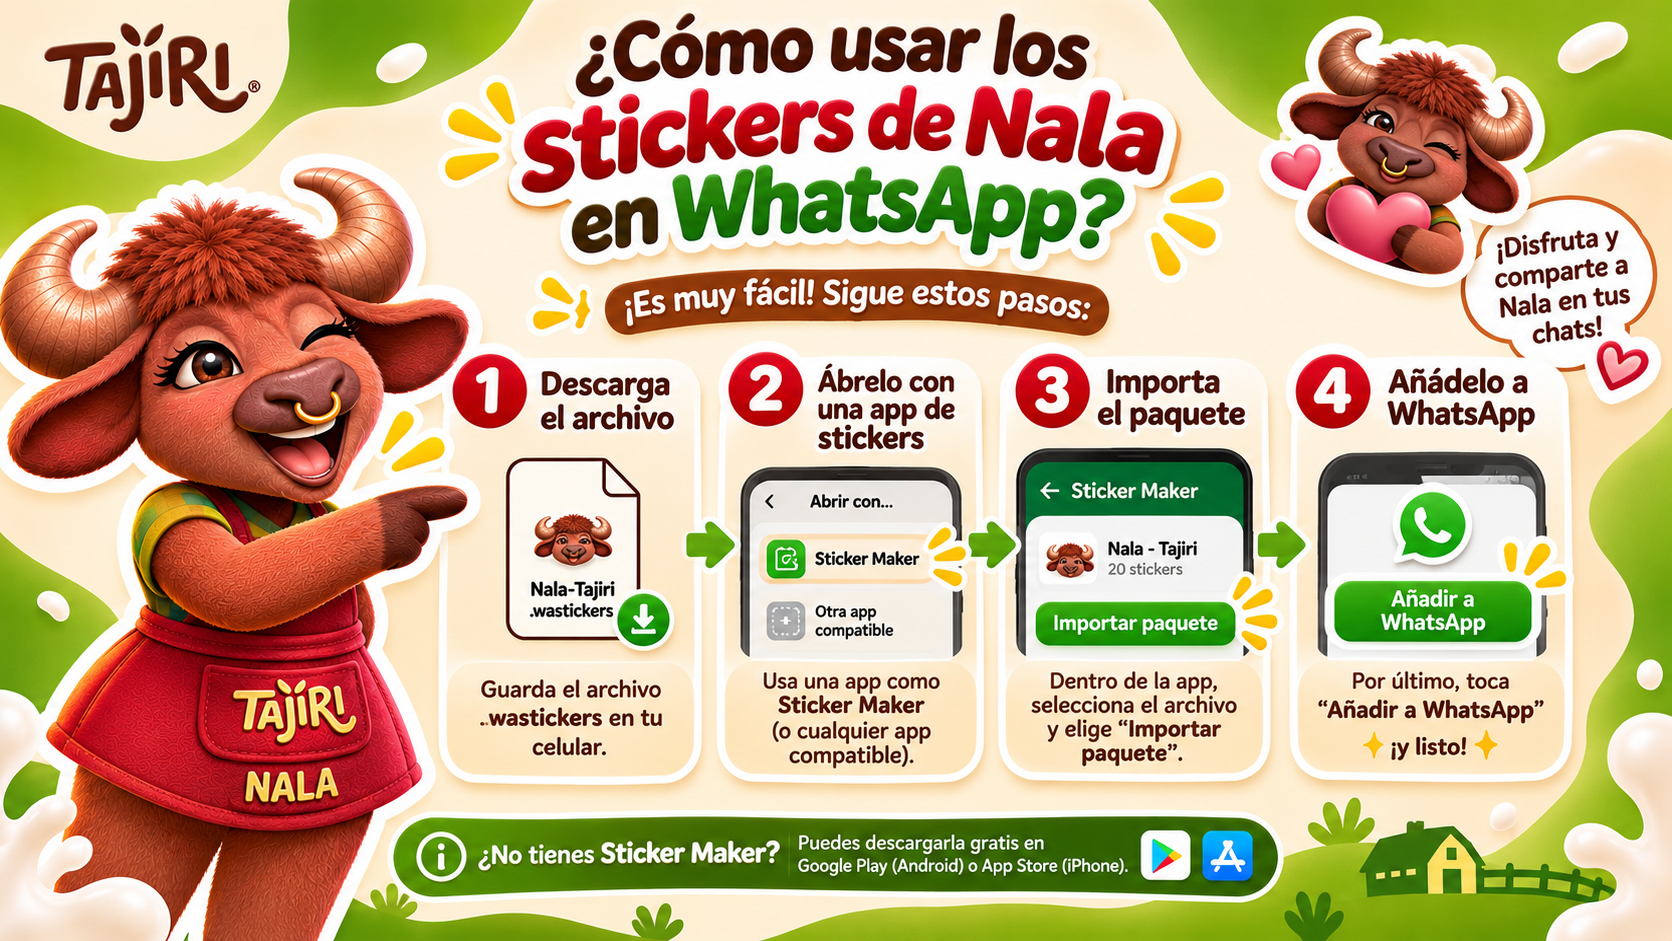 TAJIRI®
¿Cómo usar los
stickers de Nala
en WhatsApp?
¡Es muy fácil! Sigue estos pasos:
¡Disfruta y
comparte a
Nala en tus
chats!
1
Descarga
el archivo
Nala-Tajiri
.wastickers
Guarda el archivo
..wastickers en tu
celular.
2
Ábrelo con
una app de
stickers
Abrir con...
Sticker Maker
Otra app
compatible
Usa una app como
Sticker Maker
(o cualquier app
compatible).
3
Importa
el paquete
Sticker Maker
Nala - Tajiri
20 stickers
Importar paquete
Dentro de la app,
selecciona el archivo
y elige “Importar
paquete”.
4
Añádelo a
WhatsApp
Añadir a
WhatsApp
Por último, toca
“Añadir a WhatsApp”
¡y listo!
TAJIRI
NALA
¿No tienes Sticker Maker?
Puedes descargarla gratis en
Google Play (Android) o App Store (iPhone).